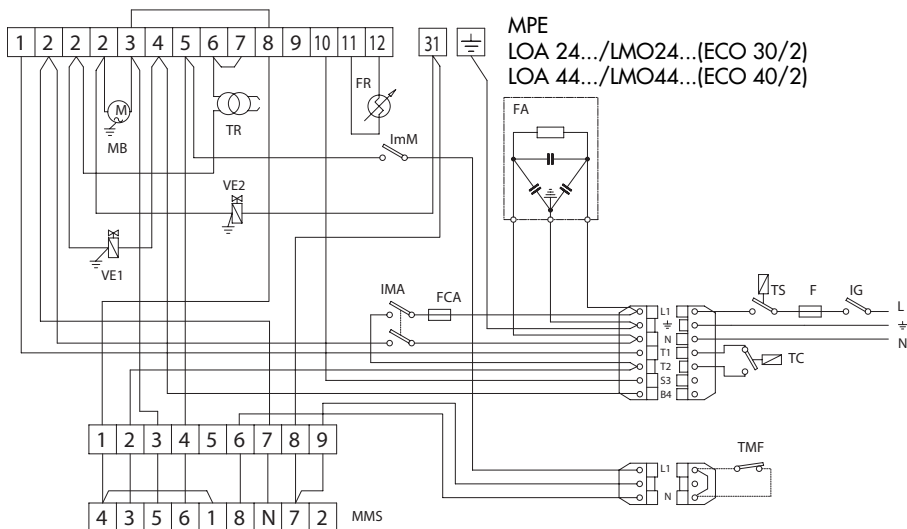 MPE
LOA 24.../LMO24...(ECO 30/2)
LOA 44.../LMO44...(ECO 40/2)
1 2 2 2 3 4 5 6 7 8 9 10 11 12 31
M
MB
TR
FR
FA
ImM
VE2
VE1
IMA
FCA
L1
N
T1
T2
S3
B4
TS
F
IG
L
N
TC
1 2 3 4 5 6 7 8 9
4 3 5 6 1 8 N 7 2
MMS
L1
N
TMF